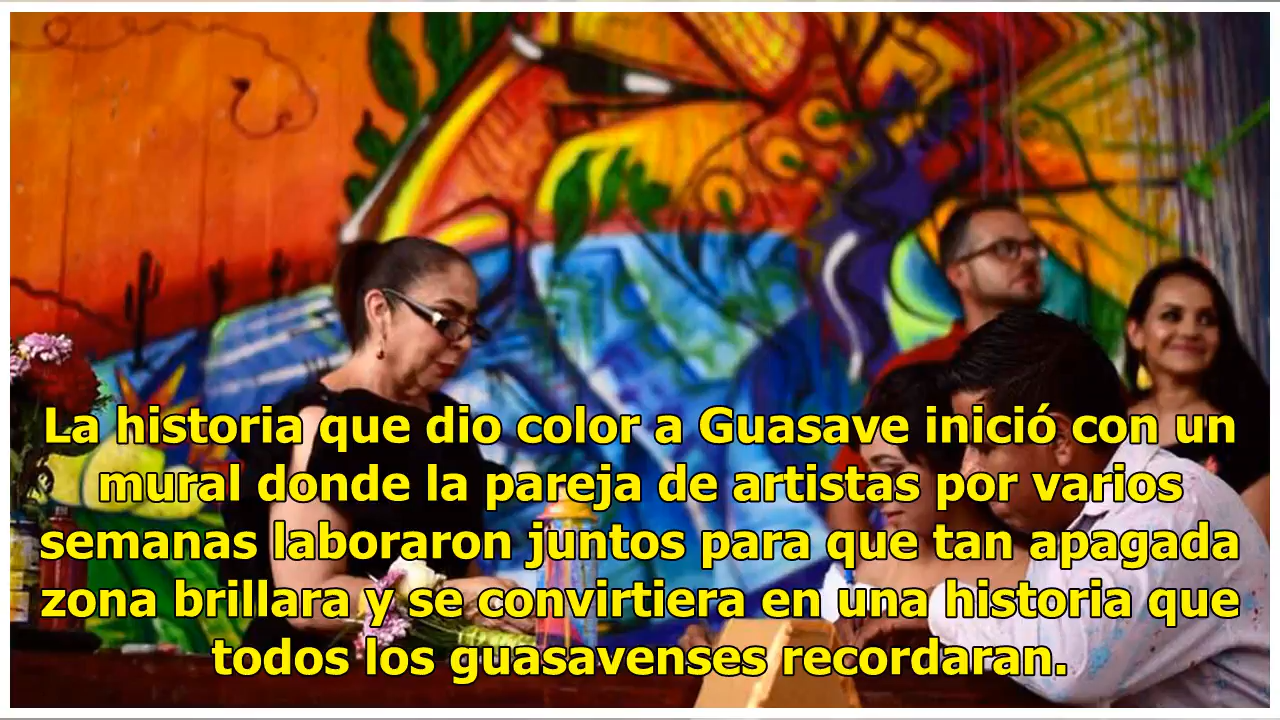 La historia que dio color a Guasave inició con un
mural donde la pareja de artistas por varios
semanas laboraron juntos para que tan apagada
zona brillara y se convirtiera en una historia que
todos los guasavenses recordaran.